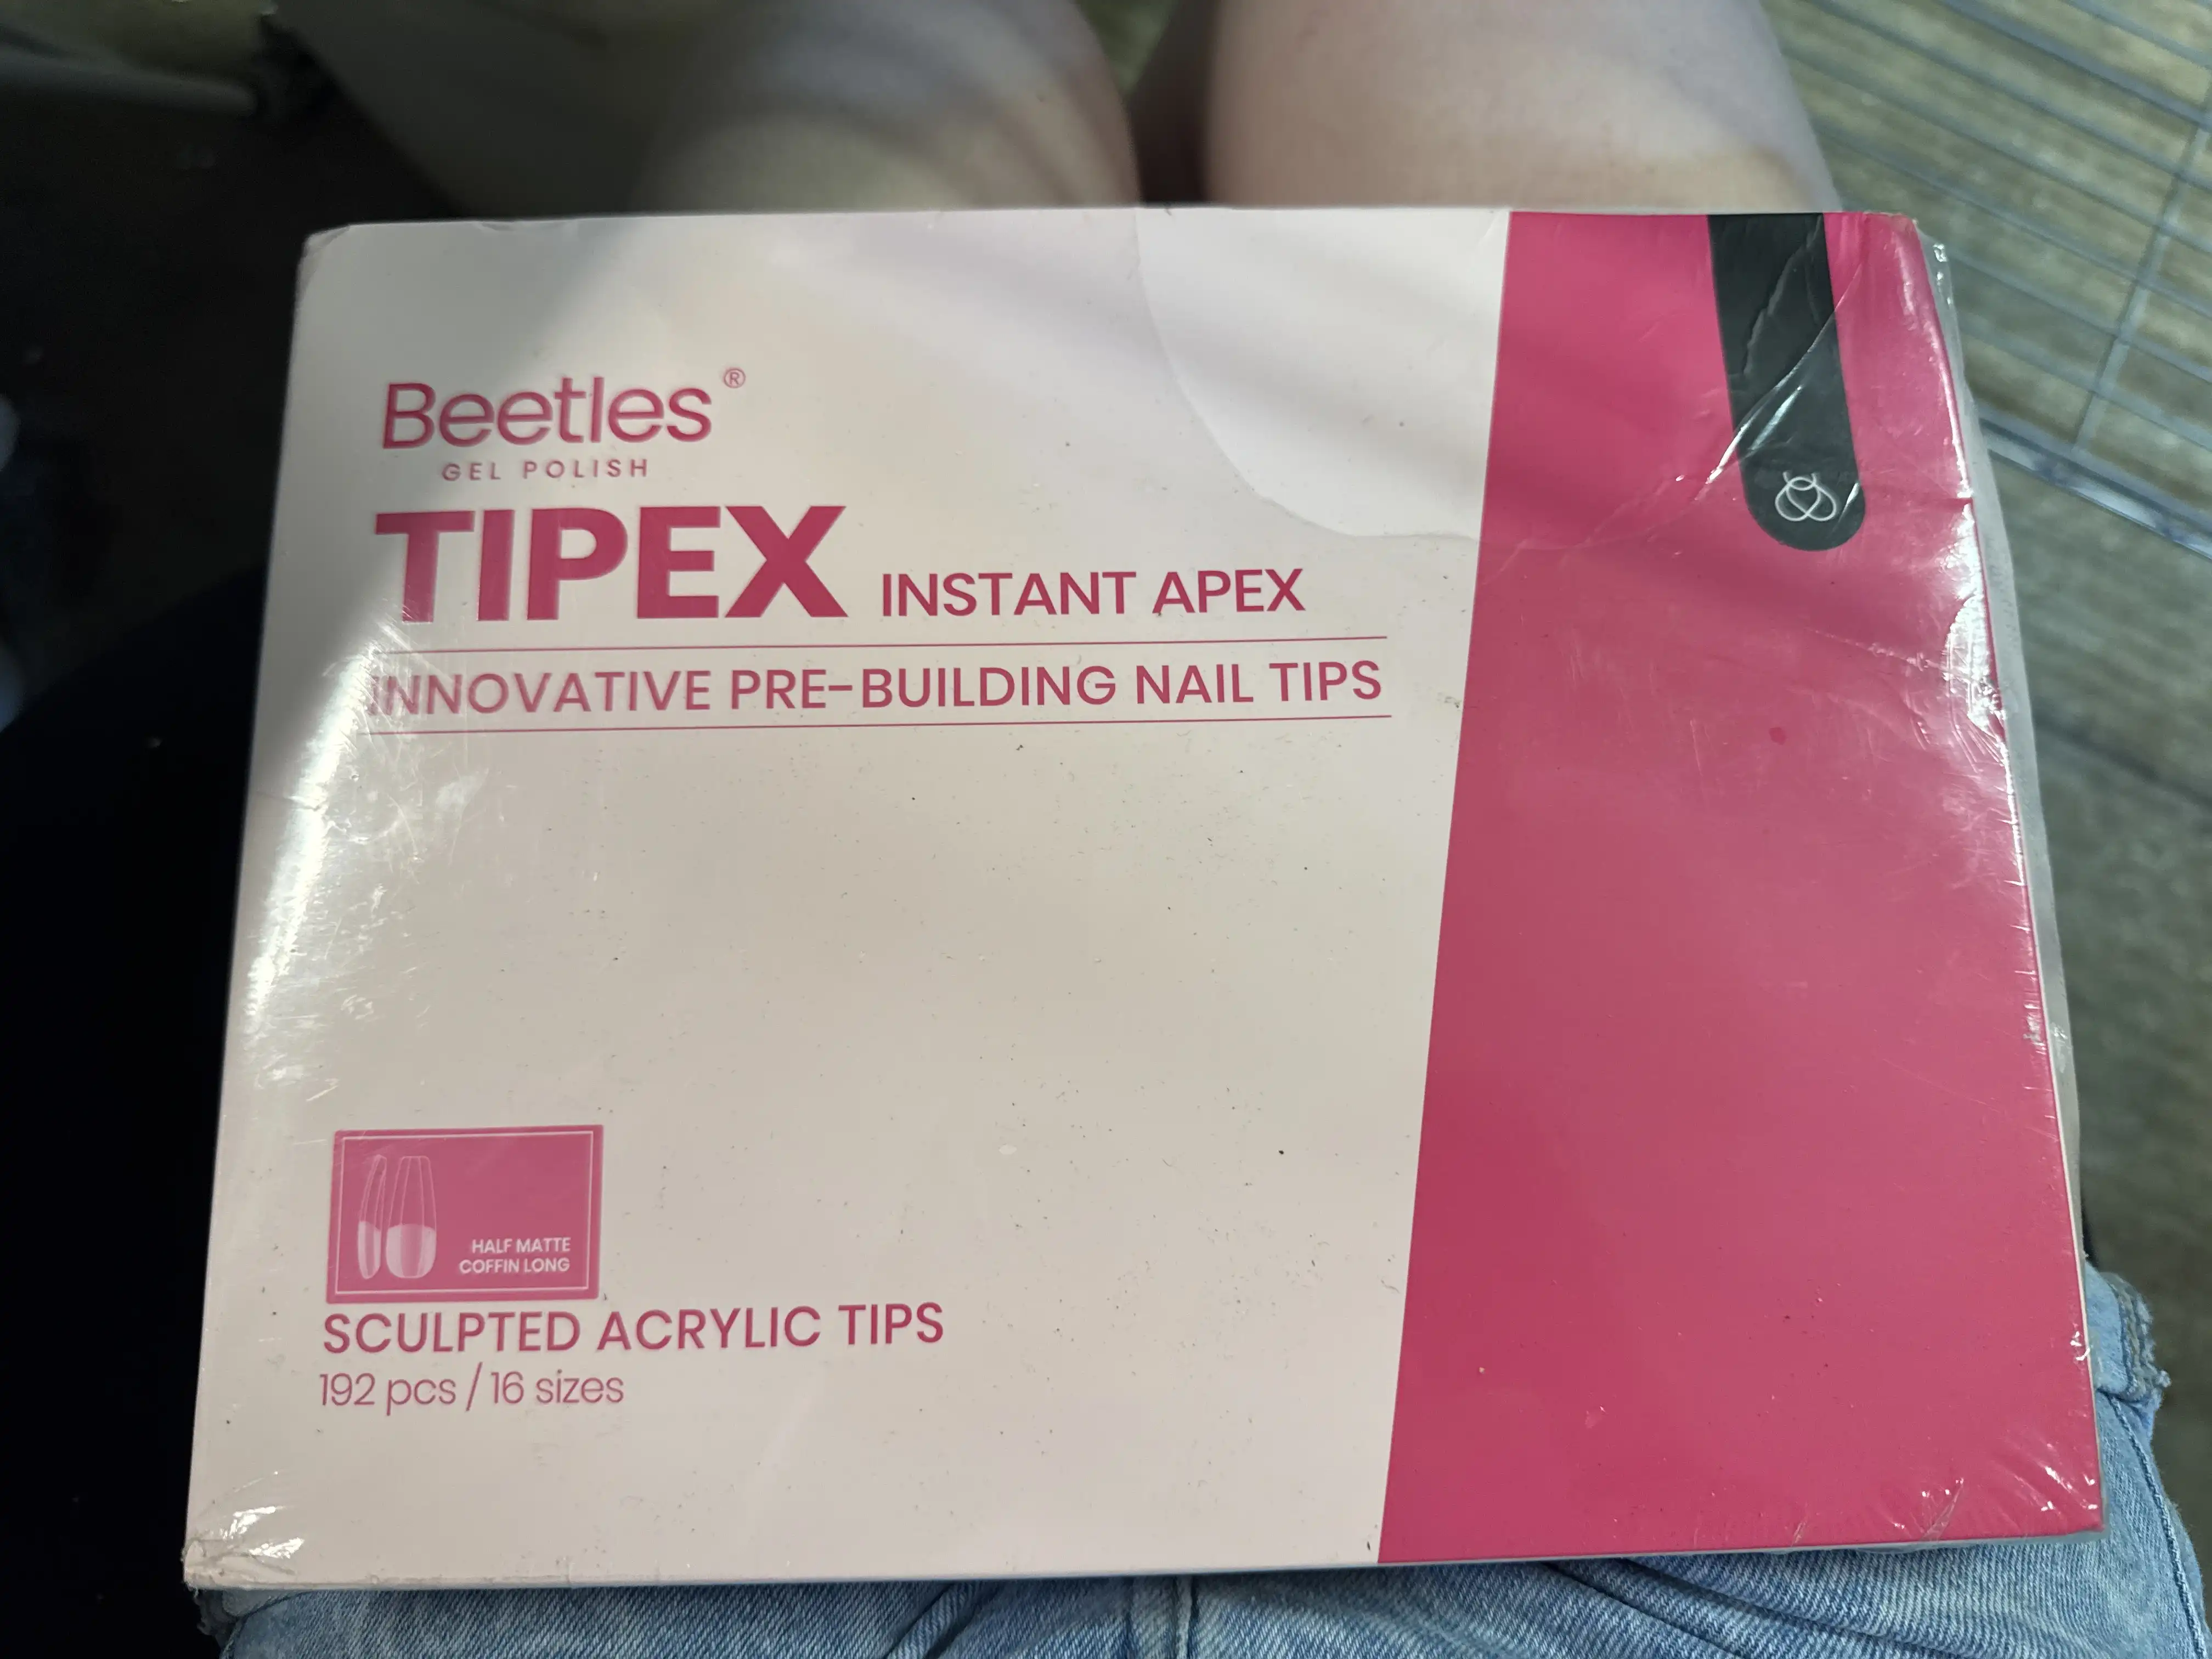 Beetles®
GEL POLISH
TIPEX INSTANT APEX
INNOVATIVE PRE-BUILDING NAIL TIPS
HALF MATTE
COFFIN LONG
SCULPTED ACRYLIC TIPS
192 pcs / 16 sizes